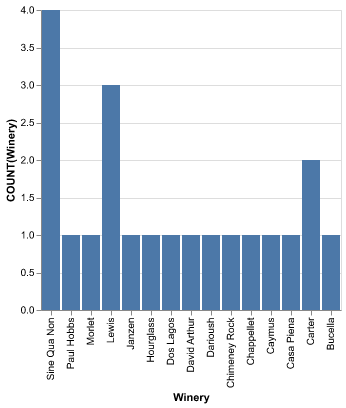 4.0
3.5
3.0
2.5
2.0
1.5
1.0
0.5
0.0
COUNT(Winery)
Sine Qua Non
Paul Hobbs
Morlet
Lewis
Janzen
Hourglass
Dos Lagos
David Arthur
Darioush
Chimeney Rock
Chappellet
Caymus
Casa Piena
Carter
Bucella
Winery